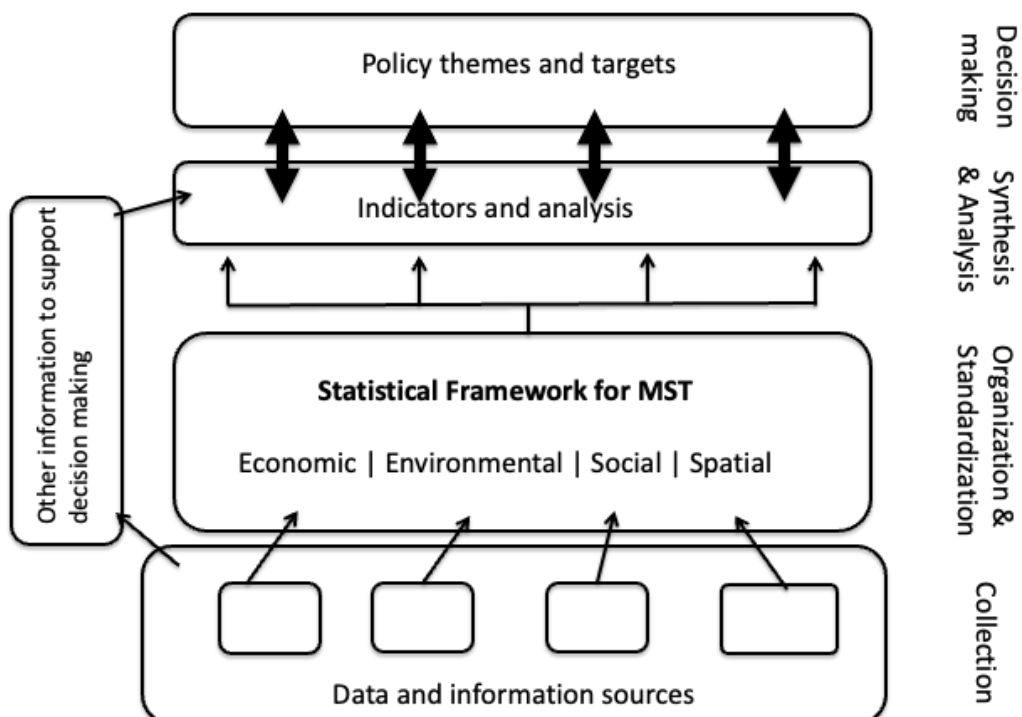 Policy themes and targets
Decision
making
Indicators and analysis
Synthesis
& Analysis
Other information to support
decision making
Statistical Framework for MST
Economic | Environmental | Social | Spatial
Organization &
Standardization
Data and information sources
Collection